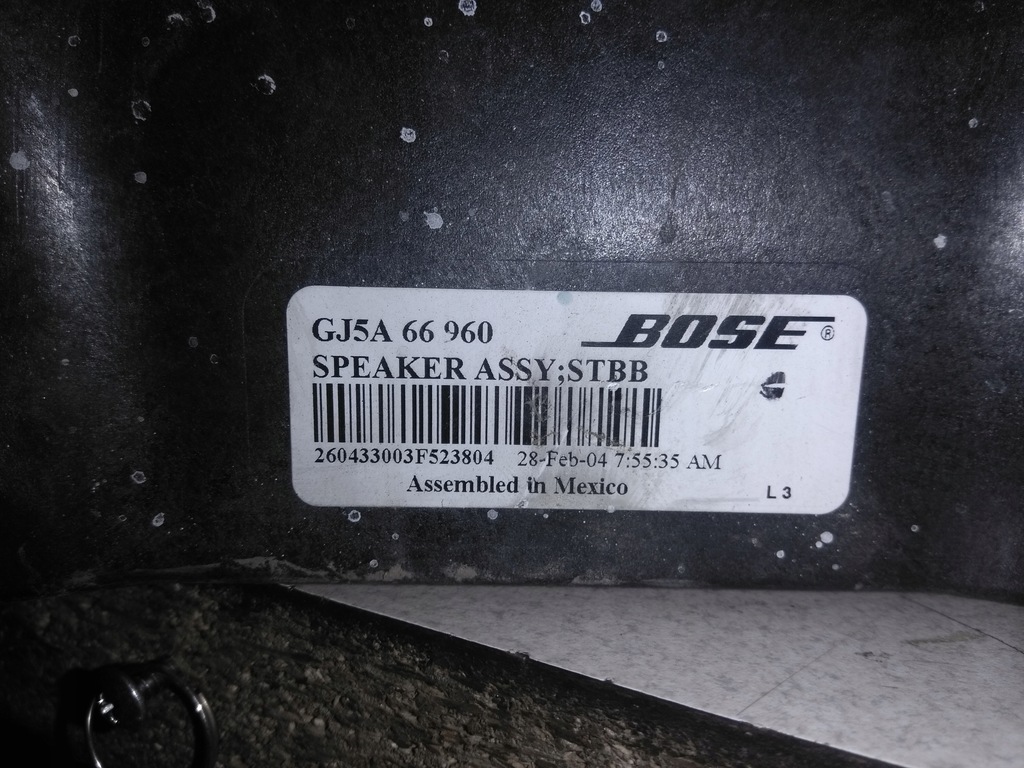 GJ5A 66 960 BOSE ®
SPEAKER ASSY;STBB
260433003F523804 28-Feb-04 7:55:35 AM
Assembled in Mexico
L 3